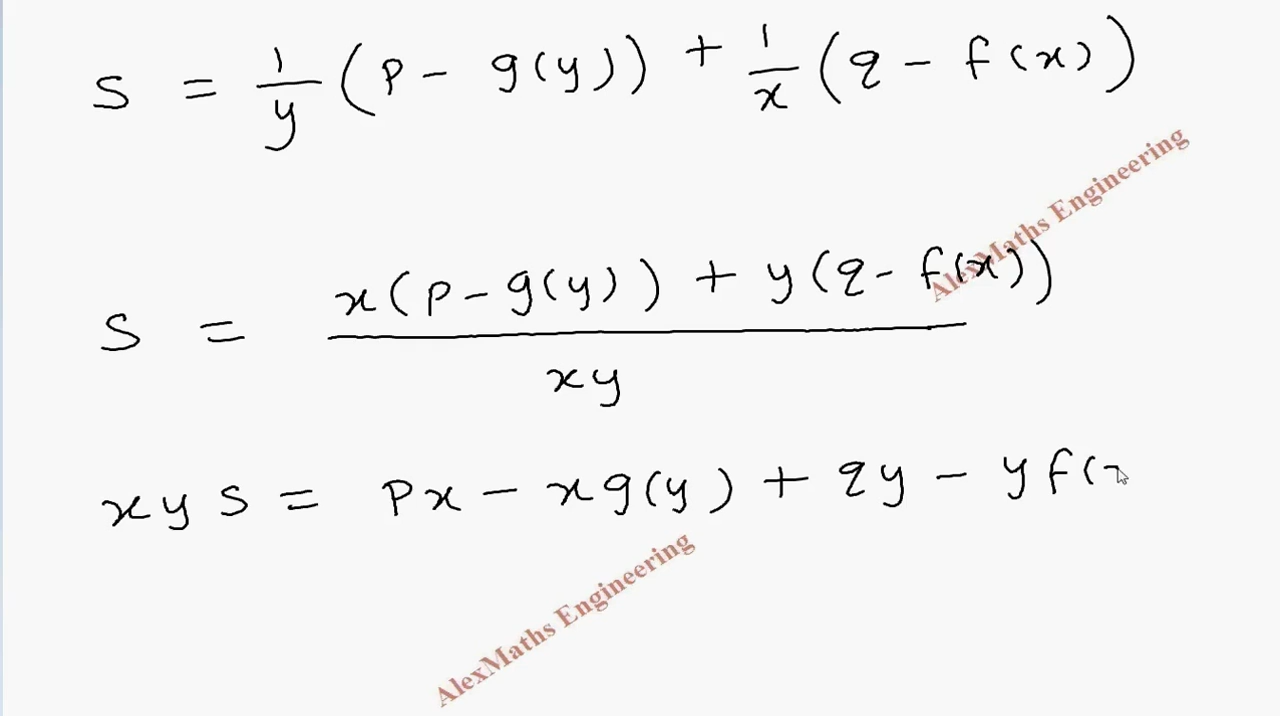 s = 1/y (p - g(y)) + 1/x (q - f(x))
AlexMaths Engineering
s = x(p - g(y)) + y(q - f(x)) / xy
xys = px - xg(y) + qy - yf(
AlexMaths Engineering